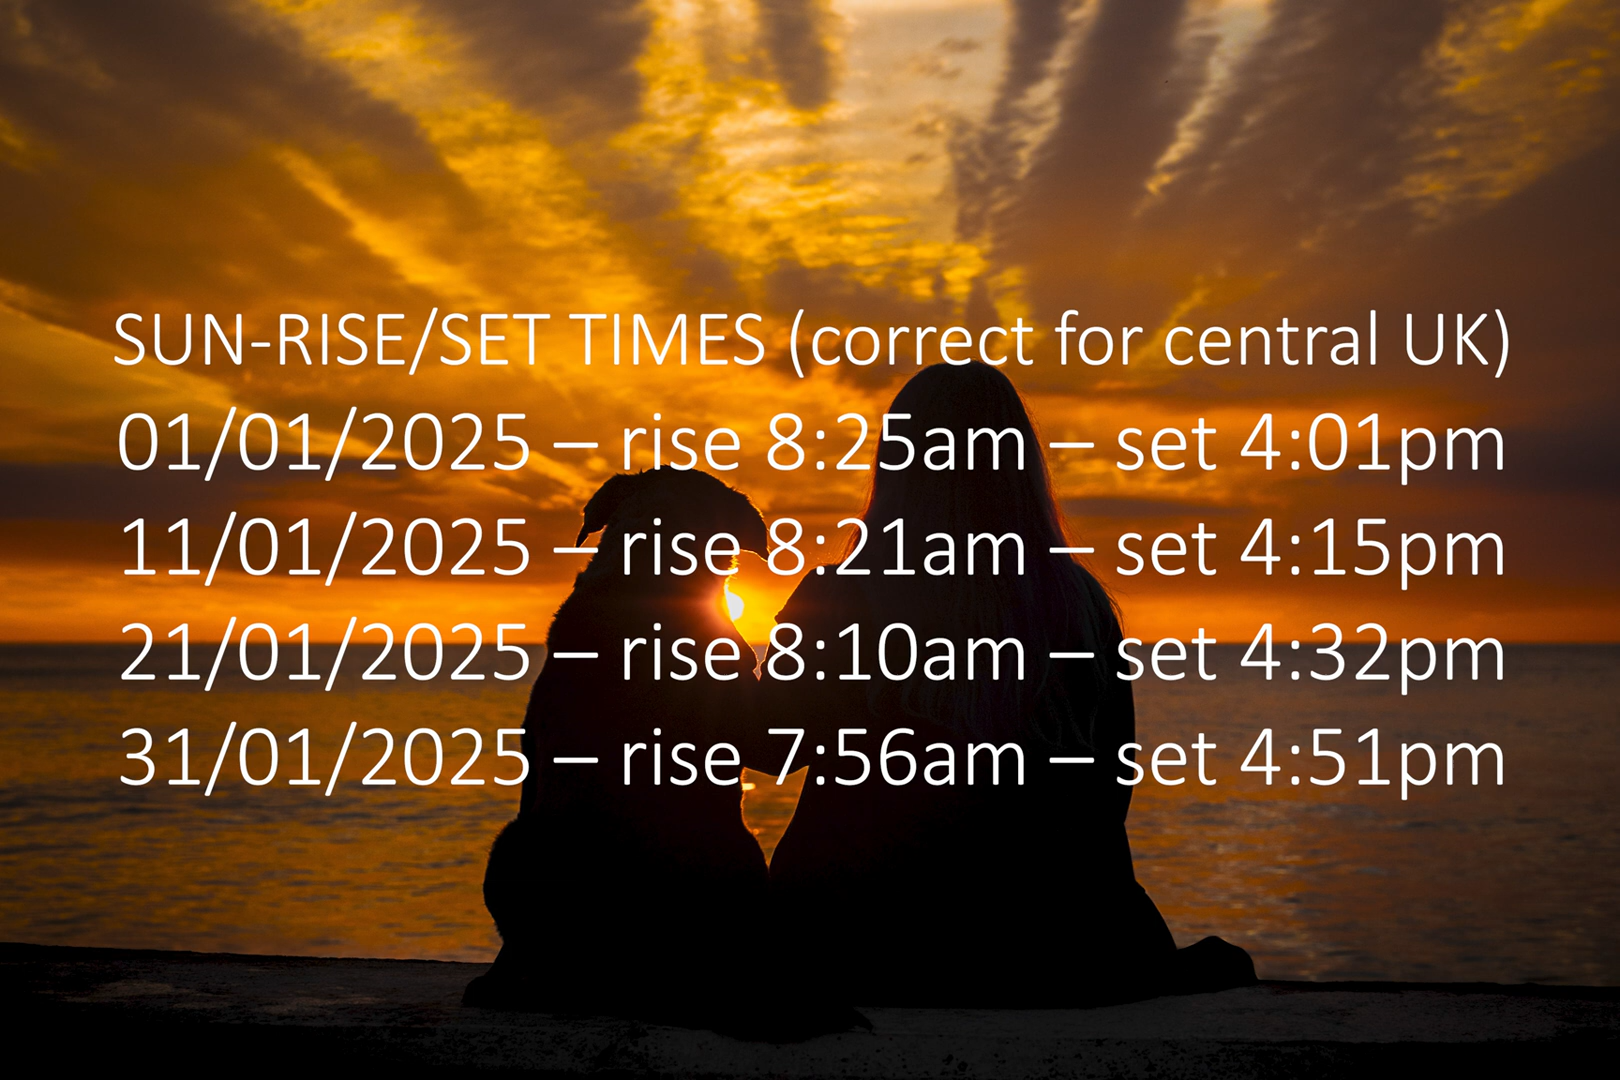 SUN-RISE/SET TIMES (correct for central UK)
01/01/2025 – rise 8:25am – set 4:01pm
11/01/2025 – rise 8:21am – set 4:15pm
21/01/2025 – rise 8:10am – set 4:32pm
31/01/2025 – rise 7:56am – set 4:51pm